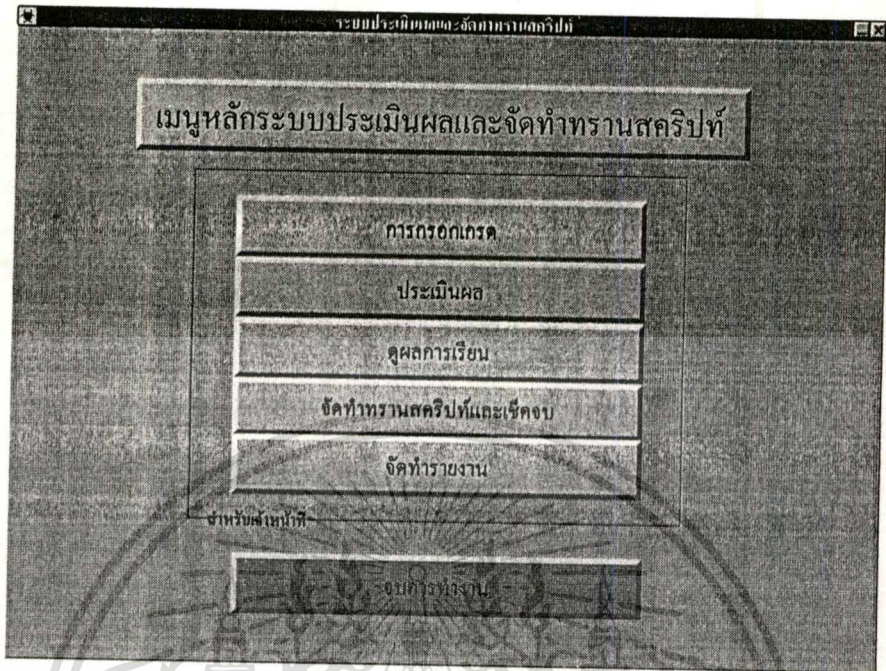 ระบบประเมินผลและจัดทำทรานสคริปท์
เมนูหลักระบบประเมินผลและจัดทำทรานสคริปท์
การกรอกเกรด
ประเมินผล
ดูผลการเรียน
จัดทำทรานสคริปท์และเช็คจบ
จัดทำรายงาน
สำหรับเจ้าหน้าที่
จบการทำงาน